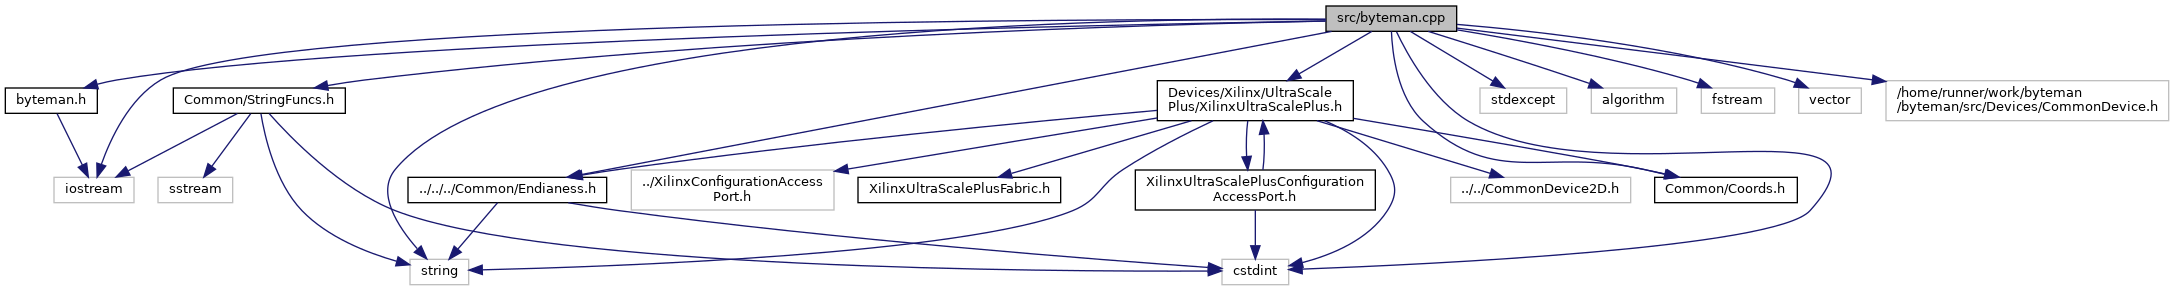 src/byteman.cpp
byteman.h
Common/StringFuncs.h
Devices/Xilinx/UltraScale
Plus/XilinxUltraScalePlus.h
stdexcept
algorithm
fstream
vector
/home/runner/work/byteman
/byteman/src/Devices/CommonDevice.h
iostream
sstream
../../../Common/Endianess.h
../XilinxConfigurationAccess
Port.h
XilinxUltraScalePlusFabric.h
XilinxUltraScalePlusConfiguration
AccessPort.h
../../CommonDevice2D.h
Common/Coords.h
string
cstdint